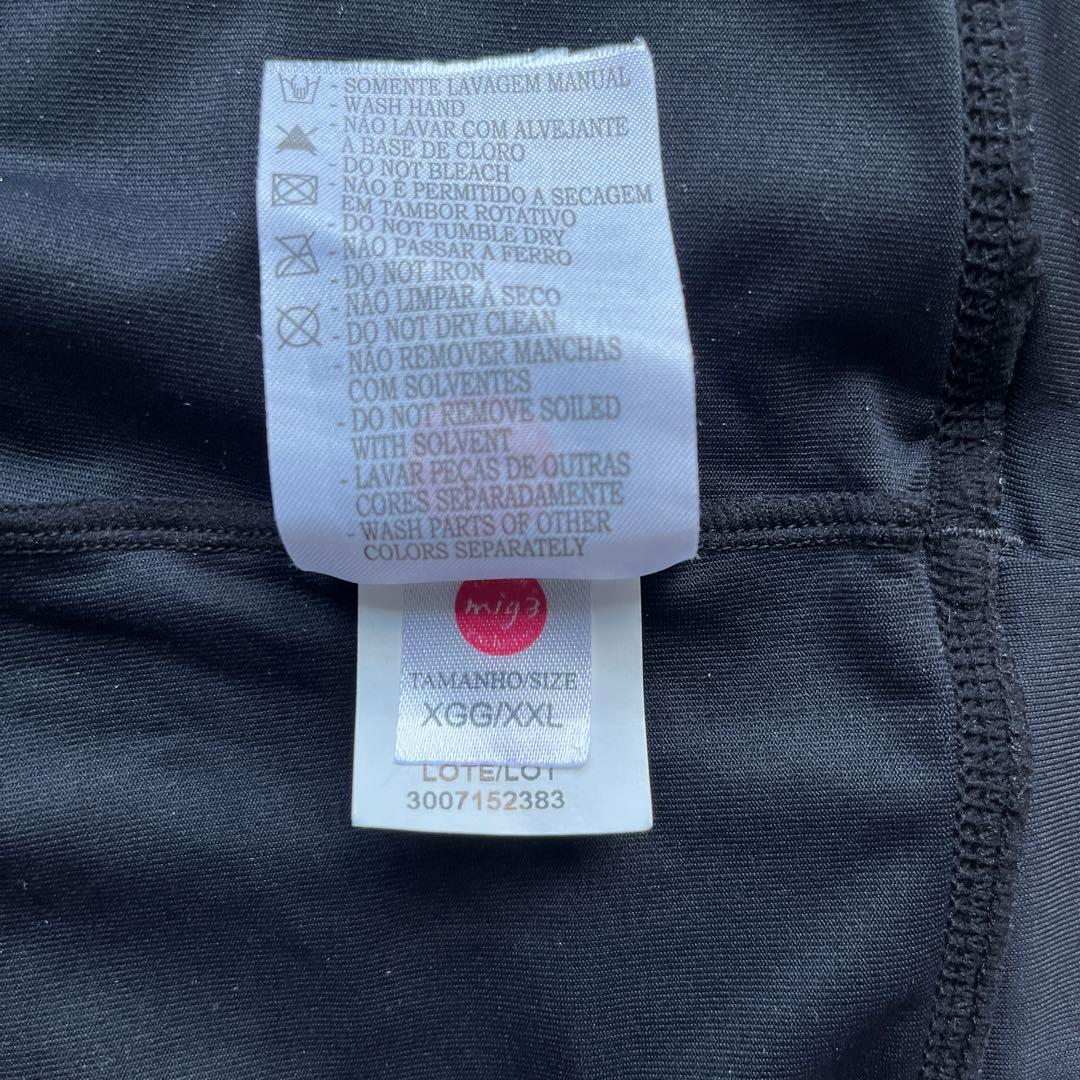 - SOMENTE LAVAGEM MANUAL
- WASH HAND
- NÃO LAVAR COM ALVEJANTE
À BASE DE CLORO
- DO NOT BLEACH
- NÃO É PERMITIDO A SECAGEM
EM TAMBOR ROTATIVO
- DO NOT TUMBLE DRY
- NÃO PASSAR A FERRO
- DO NOT IRON
- NÃO LIMPAR À SECO
- DO NOT DRY CLEAN
NÃO REMOVER MANCHAS
COM SOLVENTES
- DO NOT REMOVE SOILED
WITH SOLVENT
- LAVAR PEÇAS DE OUTRAS
CORES SEPARADAMENTE
- WASH PARTS OF OTHER
COLORS SEPARATELY
mig3
TAMANHO/SIZE
XGG/XXL
LOTE/LOT
3007152383